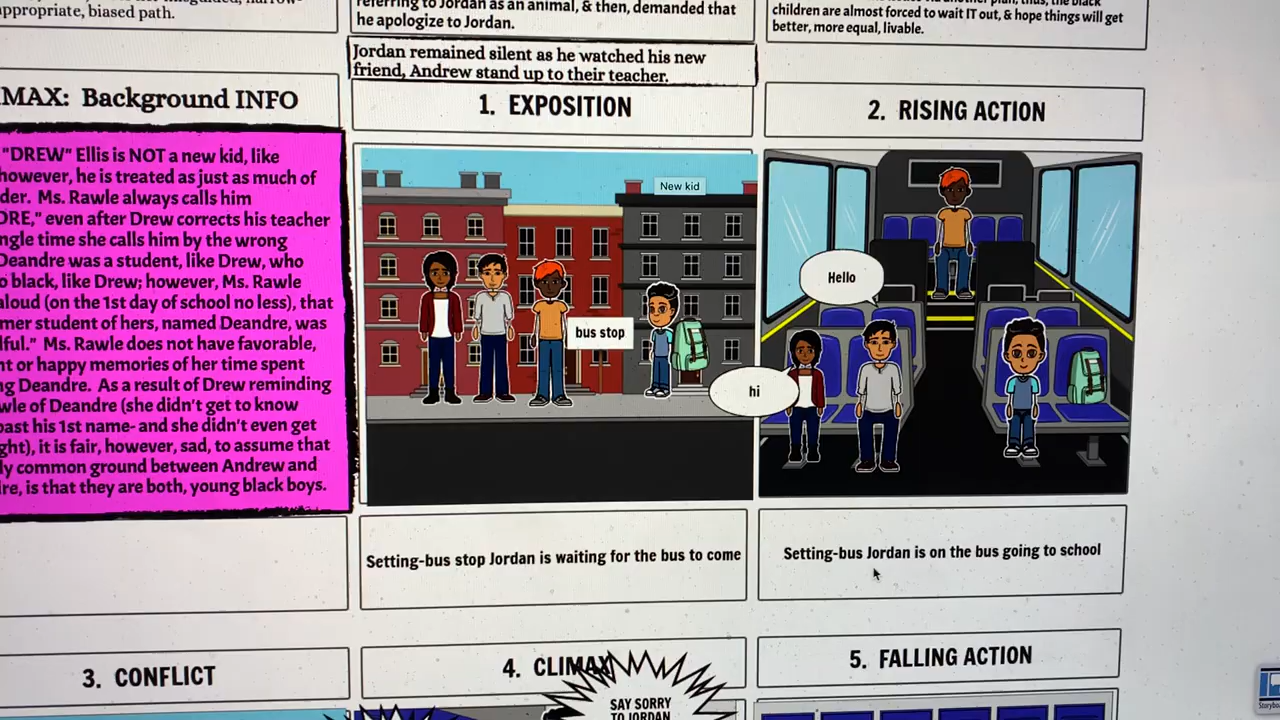 appropriate, biased path.
referring to Jordan as an animal, & then, demanded that
he apologize to Jordan.
children are almost forced to wait IT out, & hope things will get
better, more equal, livable.
Jordan remained silent as he watched his new
friend, Andrew stand up to their teacher.
MAX: Background INFO
"DREW" Ellis is NOT a new kid, like
however, he is treated as just as much of
der. Ms. Rawle always calls him
DRE," even after Drew corrects his teacher
ngle time she calls him by the wrong
Deandre was a student, like Drew, who
o black, like Drew; however, Ms. Rawle
aloud (on the 1st day of school no less), that
mer student of hers, named Deandre, was
lful." Ms. Rawle does not have favorable,
nt or happy memories of her time spent
ng Deandre. As a result of Drew reminding
wle of Deandre (she didn't get to know
past his 1st name- and she didn't even get
ght), it is fair, however, sad, to assume that
ly common ground between Andrew and
re, is that they are both, young black boys.
1. EXPOSITION
New kid
bus stop
Setting-bus stop Jordan is waiting for the bus to come
2. RISING ACTION
Hello
hi
Setting-bus Jordan is on the bus going to school
3. CONFLICT
4. CLIMAX
SAY SORRY
TO JORDAN
5. FALLING ACTION
Storyb